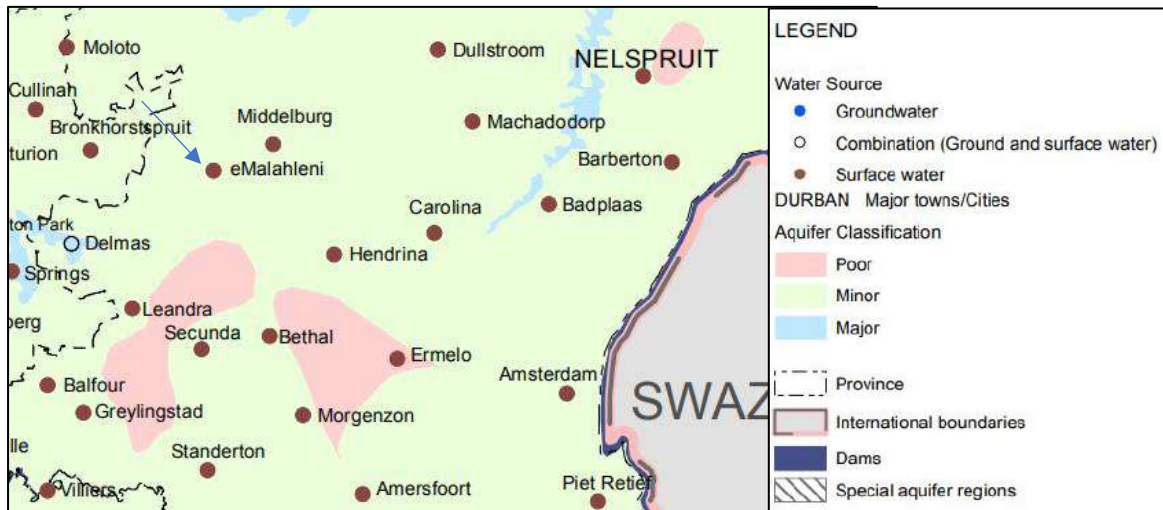 Moloto
Dullstroom
NELSPRUIT
Cullinan
Bronkhorstspruit
Middelburg
Machadodorp
turion
eMalahleni
Barberton
Carolina
Badplaas
ton Park
Delmas
Hendrina
Springs
Leandra
berg
Secunda
Bethal
Ermelo
Balfour
Amsterdam
SWAZ
Greylingstad
Morgenzon
lle
Standerton
Villiers
Amersfoort
Piet Retief
LEGEND
Water Source
Groundwater
Combination (Ground and surface water)
Surface water
DURBAN Major towns/Cities
Aquifer Classification
Poor
Minor
Major
Province
International boundaries
Dams
Special aquifer regions